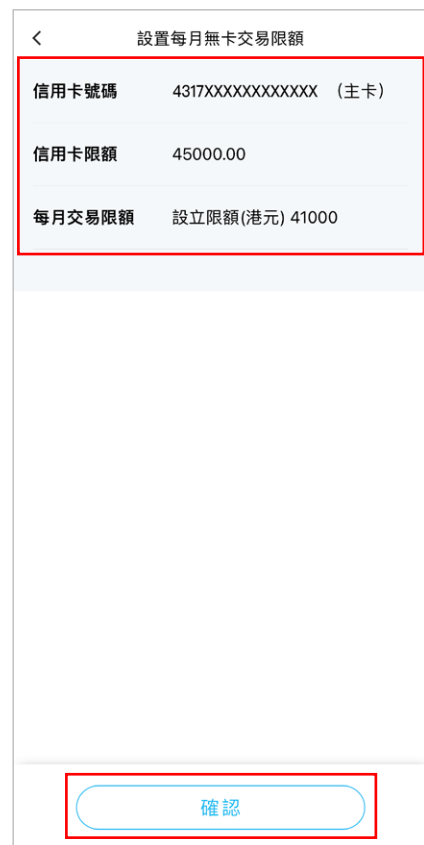 設置每月無卡交易限額
信用卡號碼 4317XXXXXXXXXXXX (主卡)
信用卡限額 45000.00
每月交易限額 設立限額(港元) 41000
確認